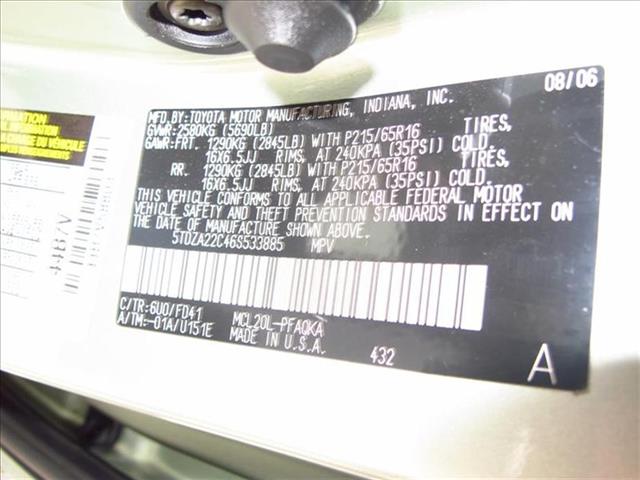 08/06
MFD.BY:TOYOTA MOTOR MANUFACTURING, INDIANA, INC.
GVWR:2580KG (5690LB)
GAWR:FRT. 1290KG (2845LB) WITH P215/65R16 TIRES,
16X6.5JJ RIMS, AT 240KPA (35PSI) COLD
RR. 1290KG (2845LB) WITH P215/65R16 TIRES,
16X6.5JJ RIMS, AT 240KPA (35PSI) COLD.
THIS VEHICLE CONFORMS TO ALL APPLICABLE FEDERAL MOTOR
VEHICLE SAFETY AND THEFT PREVENTION STANDARDS IN EFFECT ON
THE DATE OF MANUFACTURE SHOWN ABOVE.
5TDZA22C46S533885 MPV
C/TR:6U0/FD41 MCL20L-PFAQKA
A/TM:-01A/U151E MADE IN U.S.A.
432
A
DU VÉHICULE